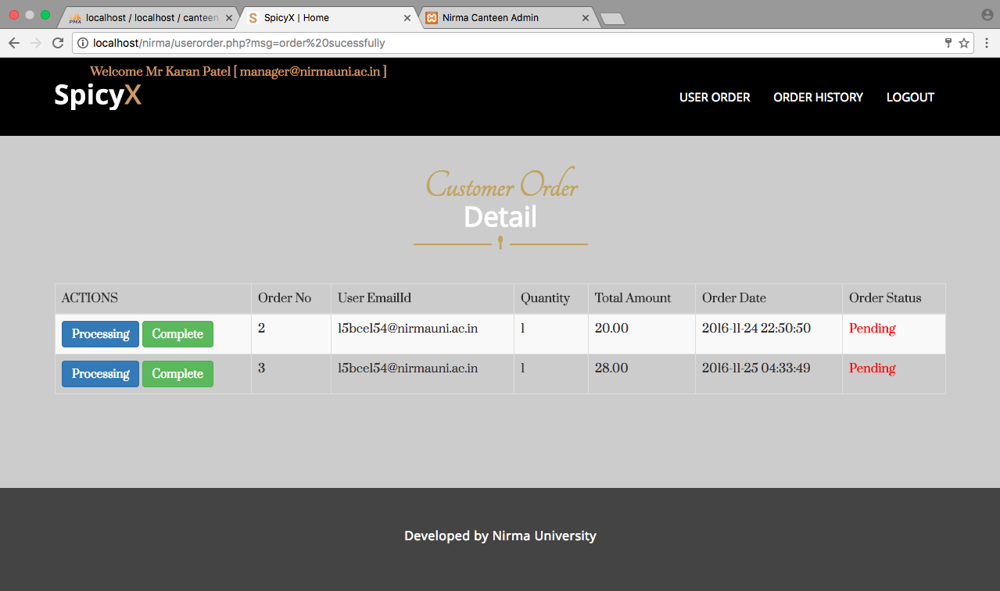 localhost / localhost / canteen
SpicyX | Home
Nirma Canteen Admin
localhost/nirma/userorder.php?msg=order%20sucessfully
Welcome Mr Karan Patel [ manager@nirmauni.ac.in ]
SpicyX
USER ORDER ORDER HISTORY LOGOUT
Customer Order
Detail
ACTIONS Order No User EmailId Quantity Total Amount Order Date Order Status
Processing Complete 2 15bce154@nirmauni.ac.in 1 20.00 2016-11-24 22:50:50 Pending
Processing Complete 3 15bce154@nirmauni.ac.in 1 28.00 2016-11-25 04:33:49 Pending
Developed by Nirma University